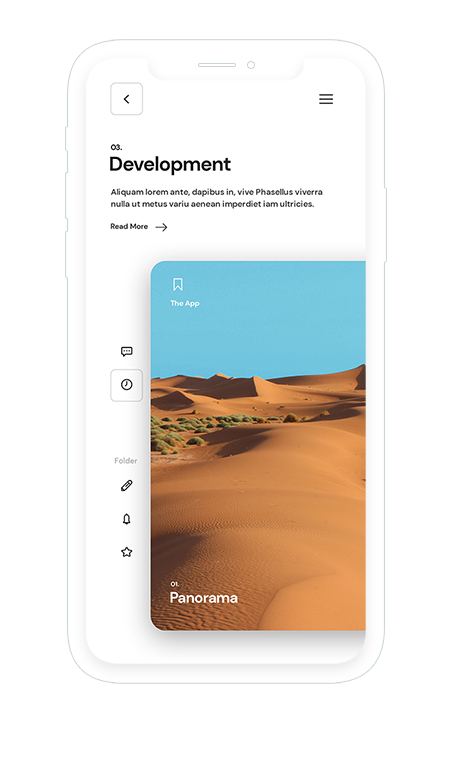 03.
Development
Aliquam lorem ante, dapibus in, vive Phasellus viverra
nulla ut metus variu aenean imperdiet iam ultricies.
Read More
The App
Folder
01.
Panorama